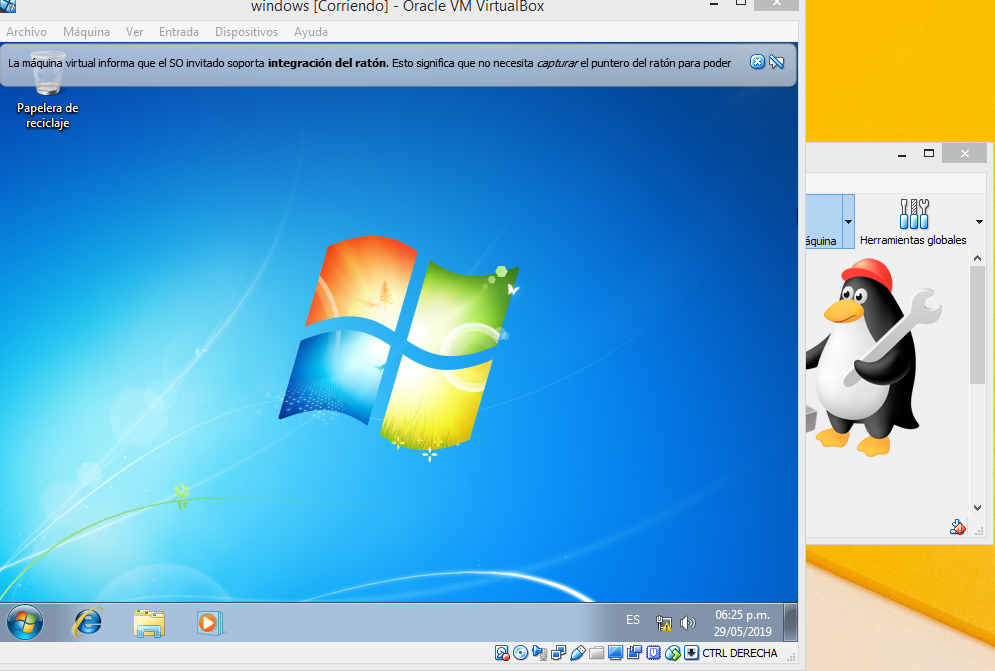 windows [Corriendo] - Oracle VM VirtualBox
Archivo Máquina Ver Entrada Dispositivos Ayuda
La máquina virtual informa que el SO invitado soporta integración del ratón. Esto significa que no necesita capturar el puntero del ratón para poder
Papelera de
reciclaje
áquina
Herramientas globales
ES
06:25 p.m.
29/05/2019
CTRL DERECHA